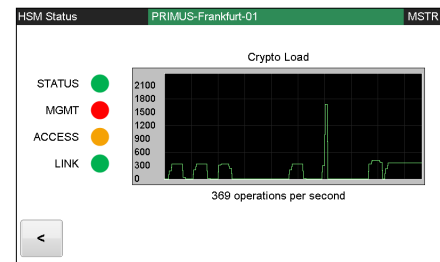 HSM Status PRIMUS-Frankfurt-01 MSTR
Crypto Load
STATUS
MGMT
ACCESS
LINK
2100
1800
1500
1200
900
600
300
0
369 operations per second
<